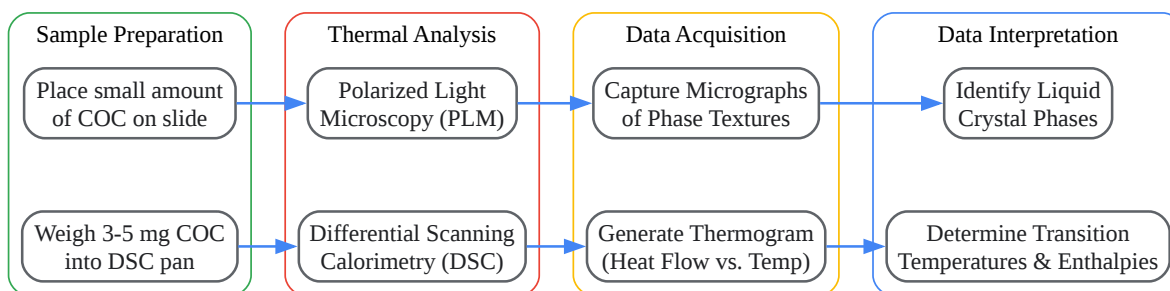 Sample Preparation
Thermal Analysis
Data Acquisition
Data Interpretation
Place small amount
of COC on slide
Polarized Light
Microscopy (PLM)
Capture Micrographs
of Phase Textures
Identify Liquid
Crystal Phases
Weigh 3-5 mg COC
into DSC pan
Differential Scanning
Calorimetry (DSC)
Generate Thermogram
(Heat Flow vs. Temp)
Determine Transition
Temperatures & Enthalpies